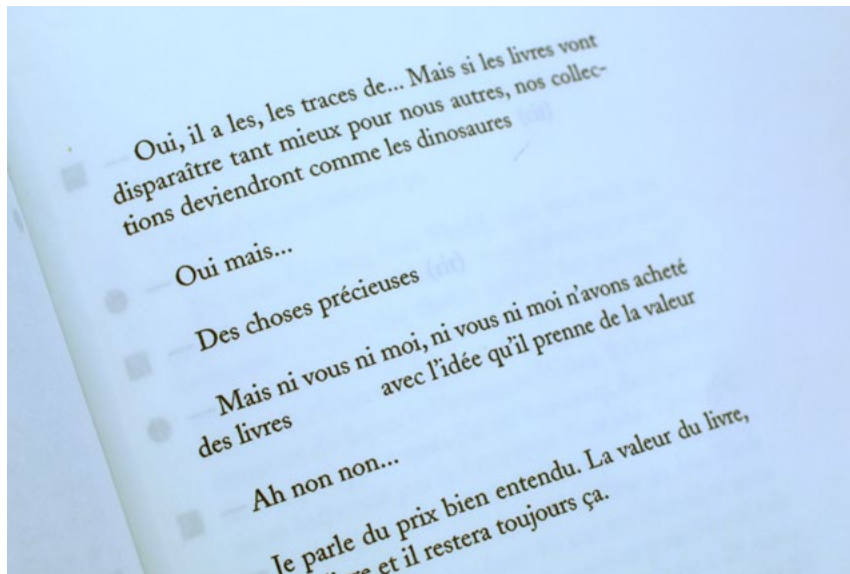 — Oui, il a les, les traces de... Mais si les livres vont
disparaître tant mieux pour nous autres, nos collec-
tions deviendront comme les dinosaures
— Oui mais...
— Des choses précieuses
— Mais ni vous ni moi, ni vous ni moi n'avons acheté
des livres avec l'idée qu'il prenne de la valeur
— Ah non non...
Je parle du prix bien entendu. La valeur du livre,
et il restera toujours ça.